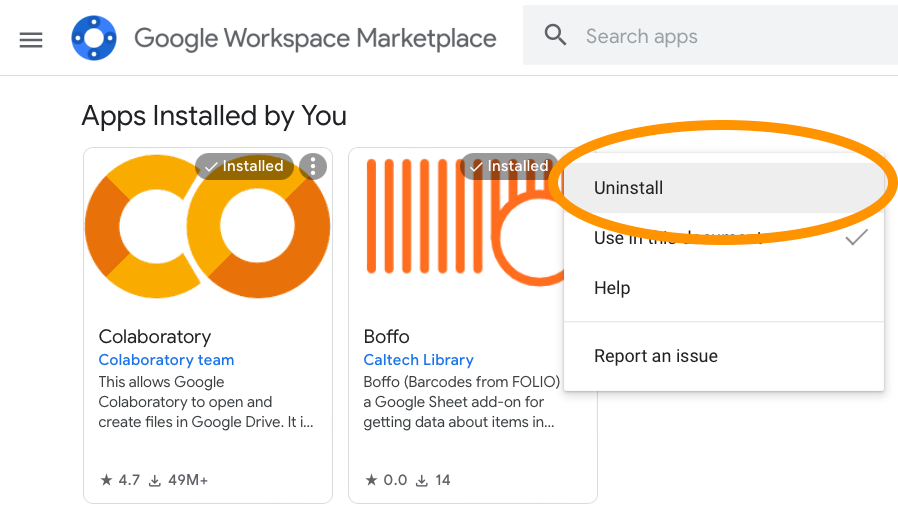 Google Workspace Marketplace
Search apps
Apps Installed by You
Installed
Colaboratory
Colaboratory team
This allows Google
Colaboratory to open and
create files in Google Drive. It i...
4.7 49M+
Installed
Boffo
Caltech Library
Boffo (Barcodes from FOLIO)
a Google Sheet add-on for
getting data about items in...
0.0 14
Uninstall
Use in this document
Help
Report an issue